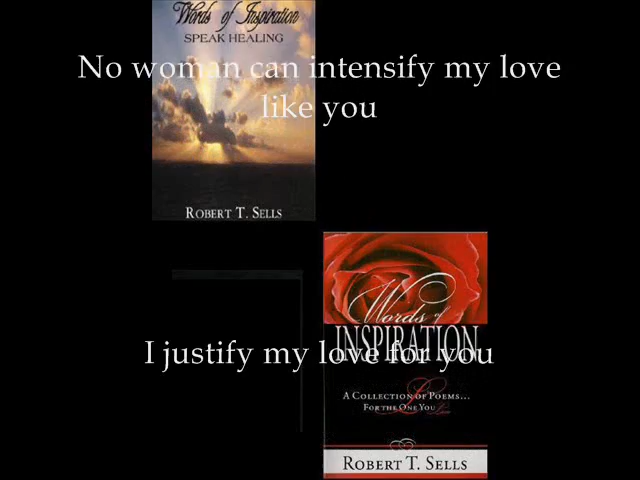 Words of Inspiration
SPEAK HEALING
No woman can intensify my love
like you
ROBERT T. SELLS
Words of
INSPIRATION
I justify my love for you
A COLLECTION OF POEMS...
FOR THE ONE YOU Love
ROBERT T. SELLS